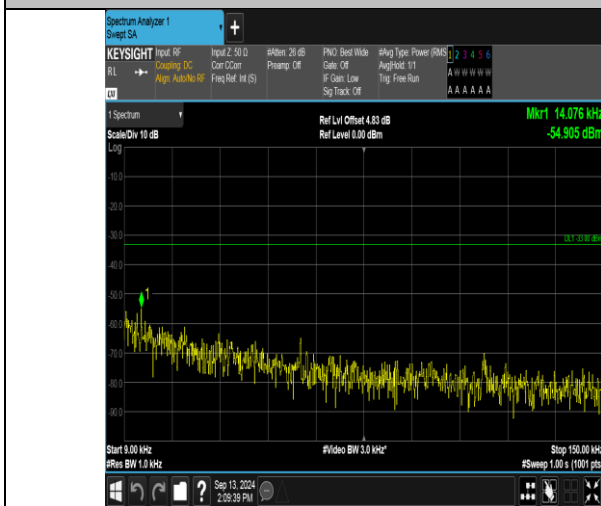 Spectrum Analyzer 1
Swept SA
+
KEYSIGHT
RL
Input: RF
Coupling: DC
Align: Auto/No RF
Input Z: 50 Ω
Corr CCorr
Freq Ref: Int (S)
#Atten: 26 dB
Preamp: Off
PNO: Best Wide
Gate: Off
IF Gain: Low
Sig Track: Off
#Avg Type: Power (RMS
Avg|Hold: 1/1
Trig: Free Run
1 2 3 4 5 6
A W W W W W
A A A A A A
1 Spectrum
Scale/Div 10 dB
Ref Lvl Offset 4.83 dB
Ref Level 0.00 dBm
Mkr1 14.076 kHz
-54.905 dBm
Log
-10.0
-20.0
-30.0
DL1 -33.00 dBm
-40.0
-50.0
1
-60.0
-70.0
-80.0
-90.0
Start 9.00 kHz
#Res BW 1.0 kHz
#Video BW 3.0 kHz*
Stop 150.00 kHz
#Sweep 1.00 s (1001 pts
?
Sep 13, 2024
2:09:39 PM